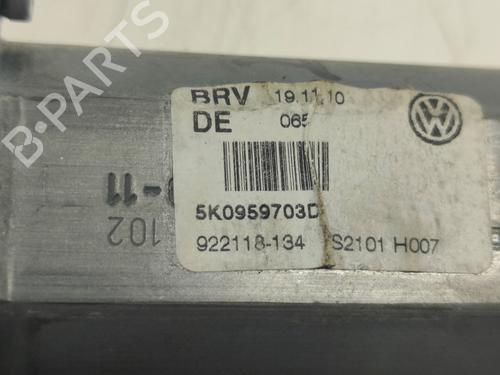 BRV 19.11.10
DE 065
5K0959703D
922118-134 S2101 H007
-11
102
B-PARTS